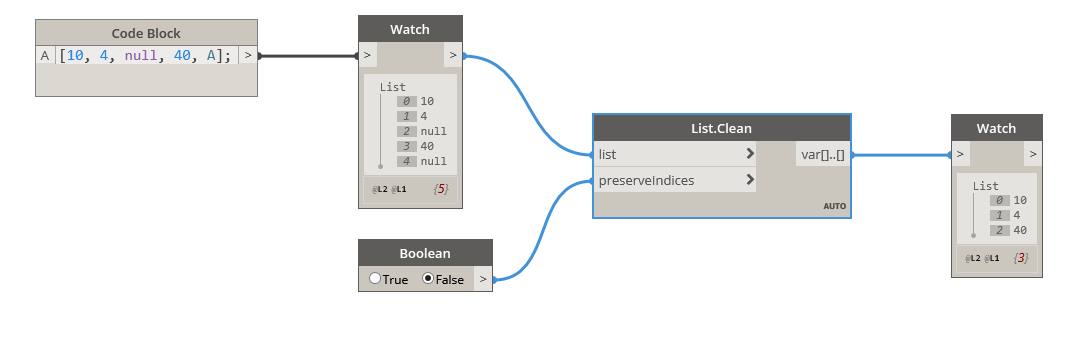 Code Block
A [10, 4, null, 40, A]; >
Watch
> >
List
0 10
1 4
2 null
3 40
4 null
@L2 @L1 {5}
Boolean
True False >
List.Clean
list > var[]..[]
preserveIndices >
AUTO
Watch
> >
List
0 10
1 4
2 40
@L2 @L1 {3}